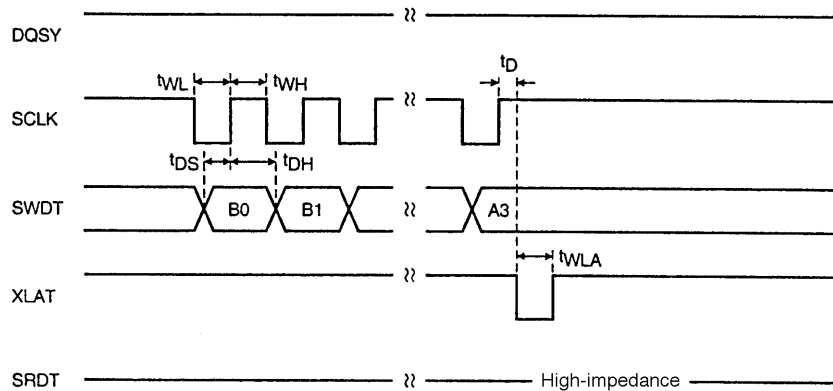 DQSY
tD
tWL
tWH
SCLK
tDS
tDH
SWDT
B0
B1
A3
tWLA
XLAT
SRDT
High-impedance